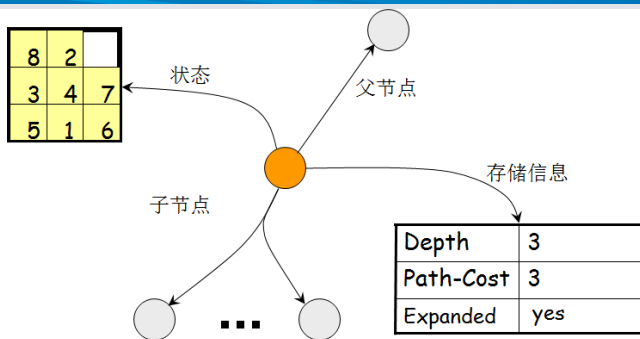 8 2
3 4 7
5 1 6
状态
父节点
存储信息
子节点
Depth 3
Path-Cost 3
Expanded yes
...